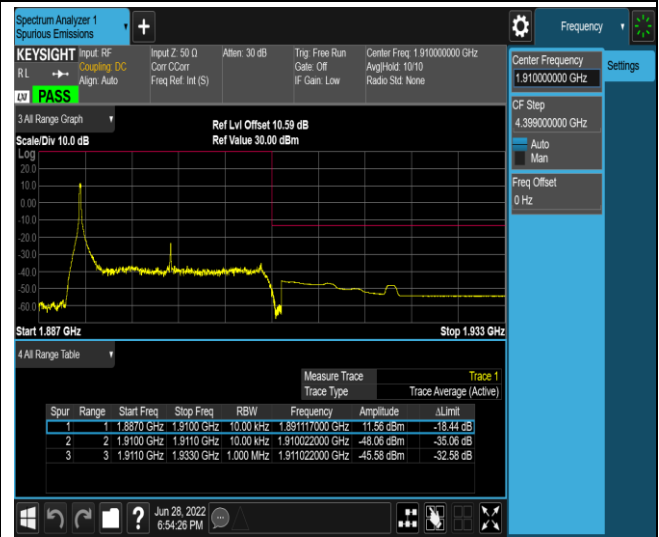 Spectrum Analyzer 1
Spurious Emissions
Frequency
KEYSIGHT
Input: RF
Coupling: DC
Align: Auto
Input Z: 50 Ω
Corr CCorr
Freq Ref: Int (S)
Atten: 30 dB
Trig: Free Run
Gate: Off
IF Gain: Low
Center Freq: 1.910000000 GHz
Avg|Hold: 10/10
Radio Std: None
R L
LXI PASS
Center Frequency
1.910000000 GHz
Settings
CF Step
4.399000000 GHz
Auto
Man
Freq Offset
0 Hz
3 All Range Graph
Scale/Div 10.0 dB
Ref Lvl Offset 10.59 dB
Ref Value 30.00 dBm
Log
20.0
10.0
0.00
-10.0
-20.0
-30.0
-40.0
-50.0
-60.0
Start 1.887 GHz Stop 1.933 GHz
4 All Range Table
Measure Trace Trace 1
Trace Type Trace Average (Active)
Spur Range Start Freq Stop Freq RBW Frequency Amplitude ΔLimit
1 1 1.8870 GHz 1.9100 GHz 10.00 kHz 1.891117000 GHz 11.56 dBm -18.44 dB
2 2 1.9100 GHz 1.9110 GHz 10.00 kHz 1.910022000 GHz -48.06 dBm -35.06 dB
3 3 1.9110 GHz 1.9330 GHz 1.000 MHz 1.911022000 GHz -45.58 dBm -32.58 dB
Jun 28, 2022
6:54:26 PM